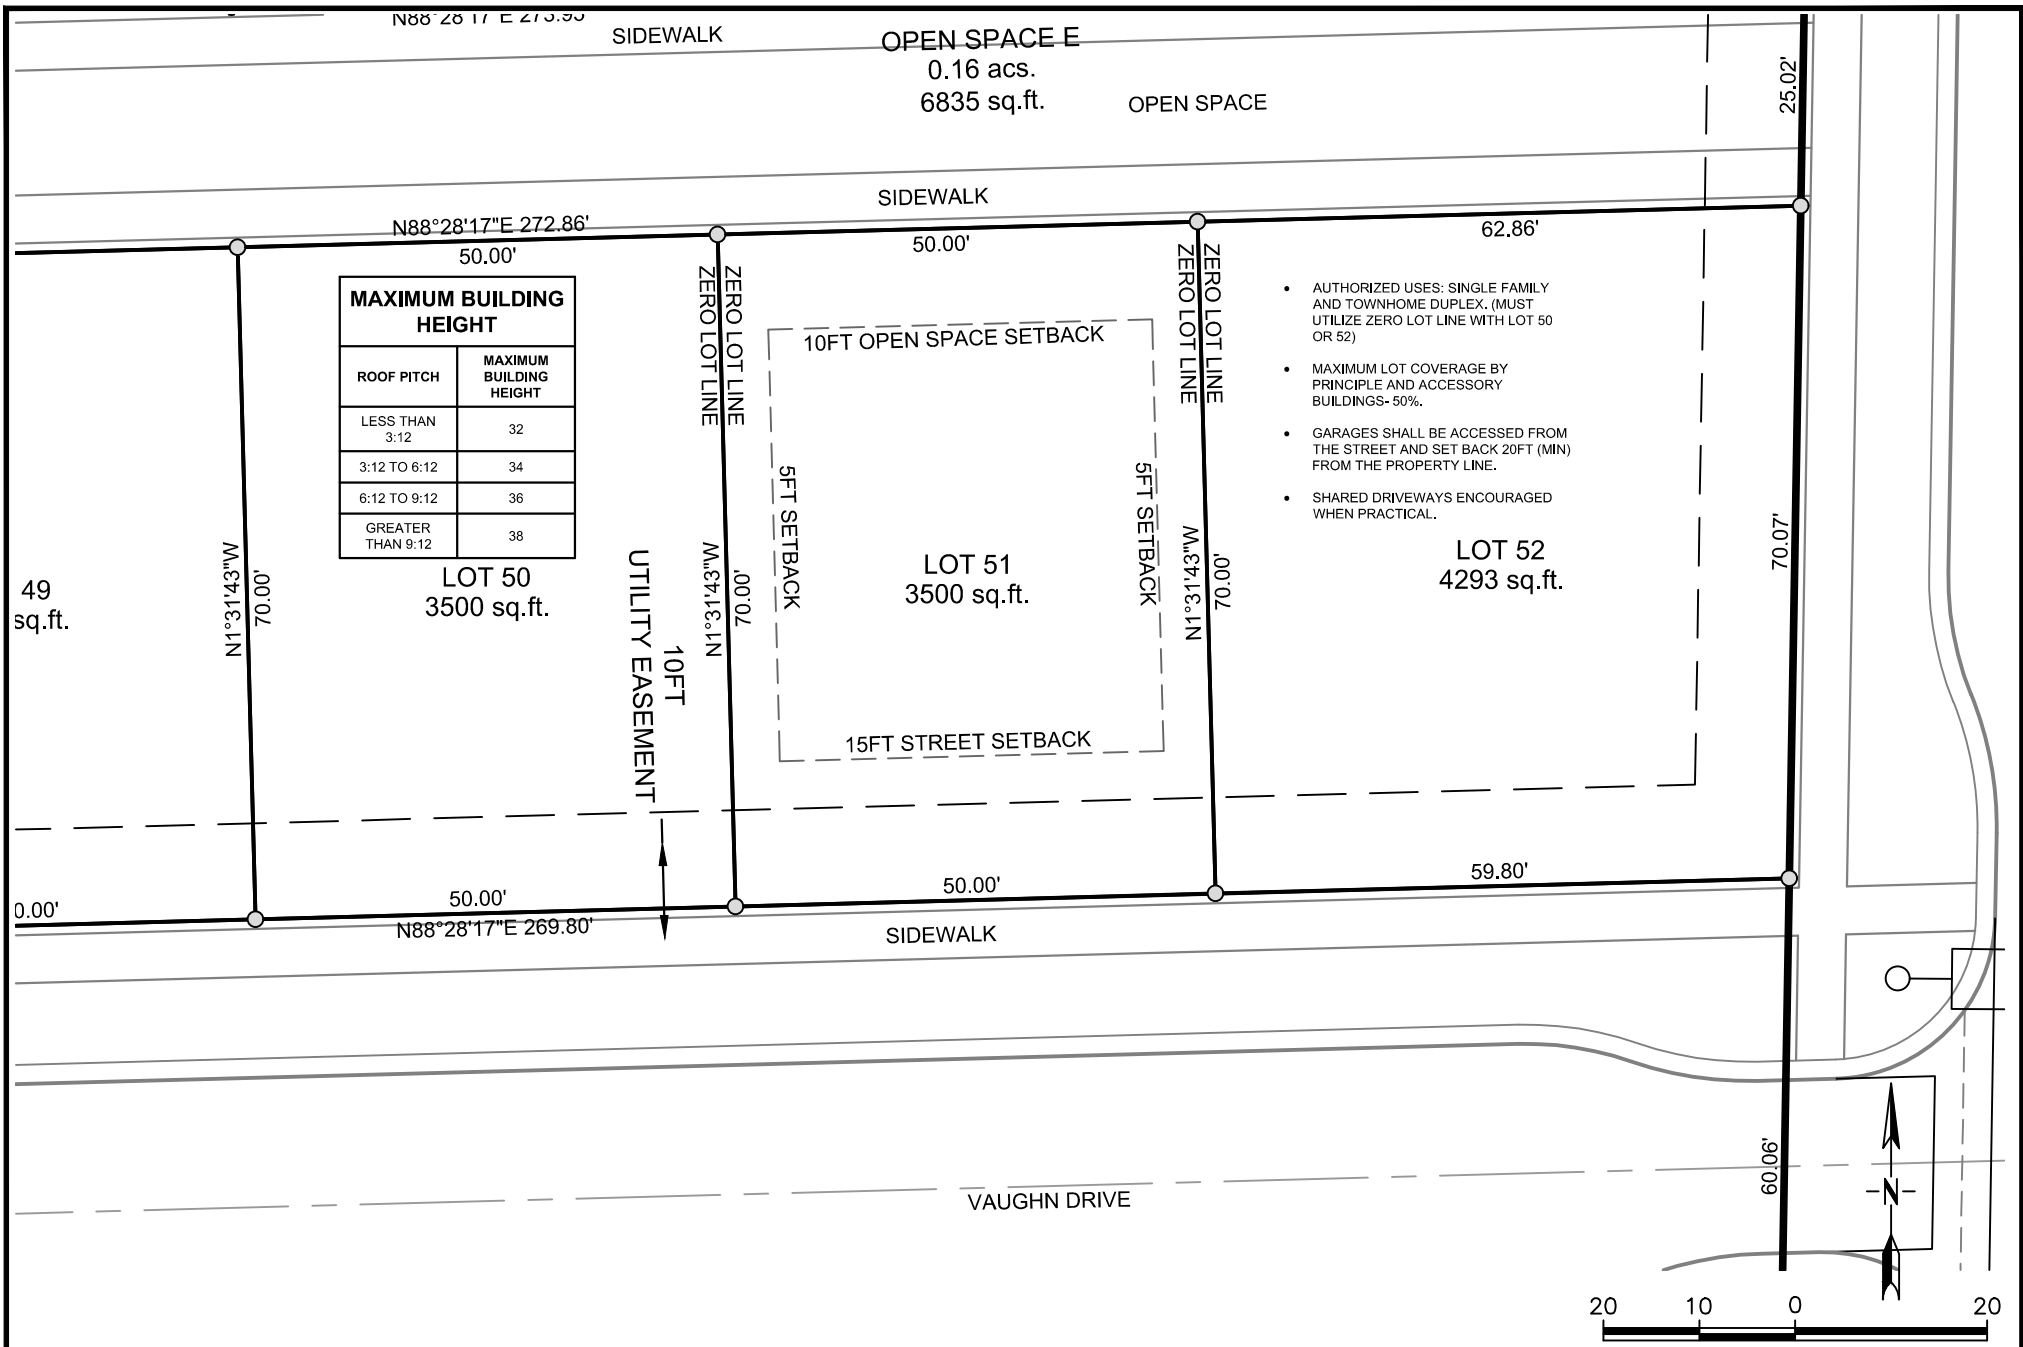 N88°28'17"E 273.95
SIDEWALK
OPEN SPACE E
0.16 acs.
6835 sq.ft.
OPEN SPACE
25.02'
SIDEWALK
N88°28'17"E 272.86'
50.00'
50.00'
62.86'
MAXIMUM BUILDING
HEIGHT
ROOF PITCH
MAXIMUM
BUILDING
HEIGHT
LESS THAN
3:12
32
3:12 TO 6:12
34
6:12 TO 9:12
36
GREATER
THAN 9:12
38
ZERO LOT LINE
ZERO LOT LINE
10FT OPEN SPACE SETBACK
5FT SETBACK
5FT SETBACK
15FT STREET SETBACK
ZERO LOT LINE
ZERO LOT LINE
• AUTHORIZED USES: SINGLE FAMILY
AND TOWNHOME DUPLEX. (MUST
UTILIZE ZERO LOT LINE WITH LOT 50
OR 52)
• MAXIMUM LOT COVERAGE BY
PRINCIPLE AND ACCESSORY
BUILDINGS- 50%.
• GARAGES SHALL BE ACCESSED FROM
THE STREET AND SET BACK 20FT (MIN)
FROM THE PROPERTY LINE.
• SHARED DRIVEWAYS ENCOURAGED
WHEN PRACTICAL.
49
sq.ft.
N1°31'43"W
70.00'
LOT 50
3500 sq.ft.
10FT
UTILITY EASEMENT
N1°31'43"W
70.00'
LOT 51
3500 sq.ft.
N1°31'43"W
70.00'
LOT 52
4293 sq.ft.
70.07'
0.00'
50.00'
N88°28'17"E 269.80'
50.00'
59.80'
SIDEWALK
VAUGHN DRIVE
60.06'
N
20 10 0 20